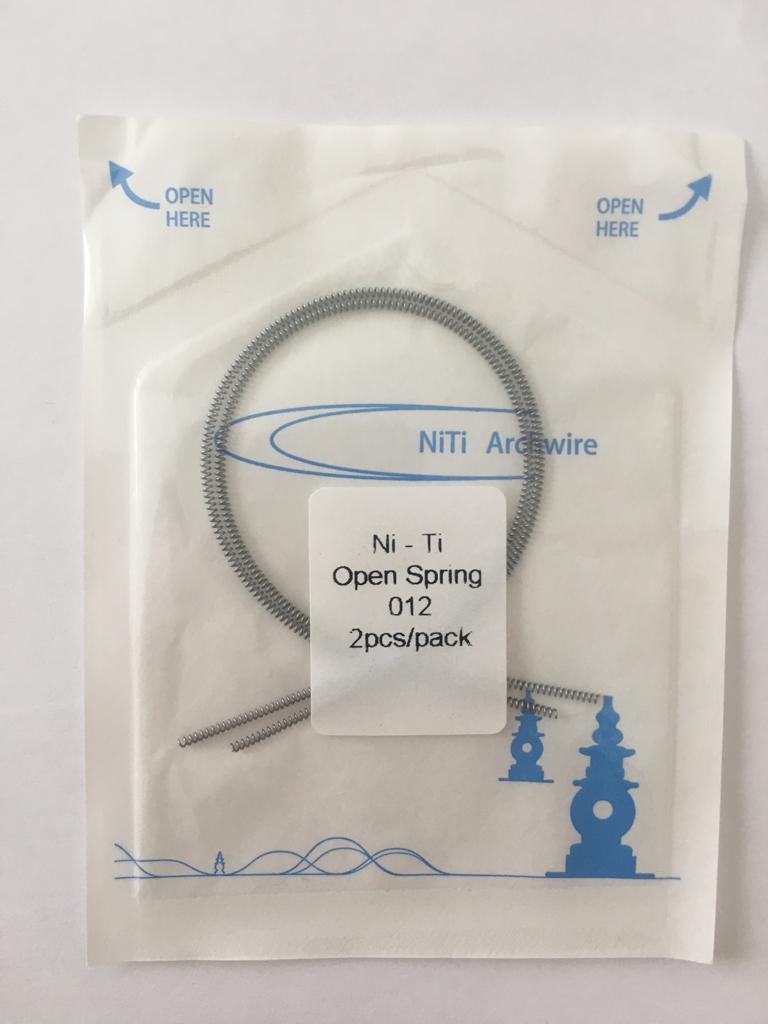 OPEN
HERE
OPEN
HERE
NiTi Archwire
Ni - Ti
Open Spring
012
2pcs/pack